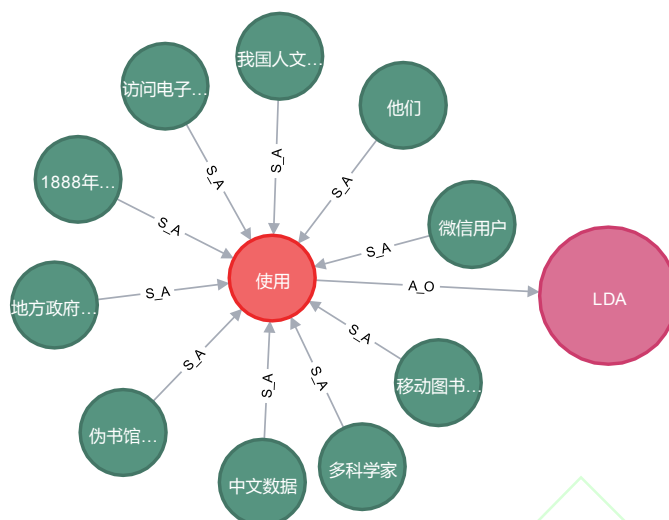 我国人文…
访问电子…
他们
S_A
S_A
S_A
1888年…
S_A
微信用户
S_A
使用
A_O
LDA
地方政府…
S_A
S_A
S_A
移动图书…
S_A
S_A
伪书馆…
多科学家
中文数据